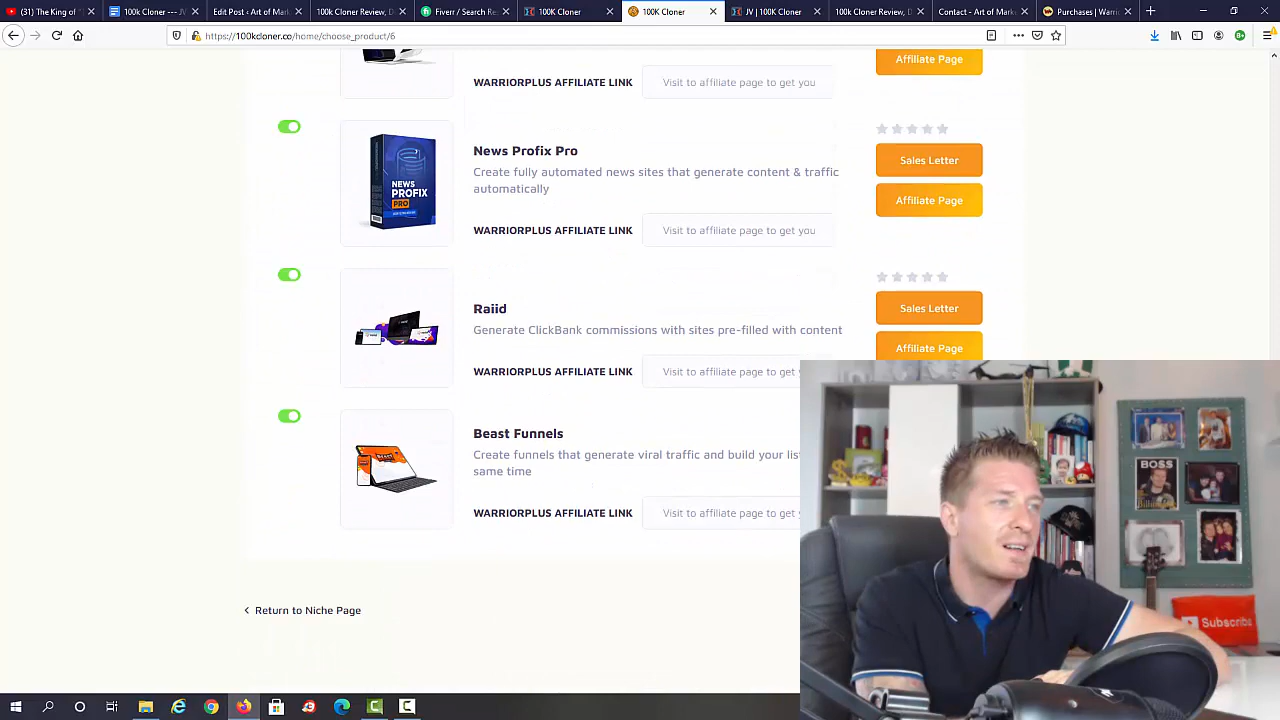 (31) The King of
100k Cloner --- JV
Edit Post ‹ Art of Mark
100k Cloner Review, D
Fiverr / Search Re
100K Cloner
100K Cloner
JV | 100K Cloner
100k Cloner Review, D
Contact - Art of Mark
Purchases | Warri
https://100kcloner.co/home/choose_product/6
Affiliate Page
WARRIORPLUS AFFILIATE LINK
Visit to affiliate page to get you
News Profix Pro
Create fully automated news sites that generate content & traffic
automatically
Sales Letter
Affiliate Page
NEWS
PROFIX
PRO
WARRIORPLUS AFFILIATE LINK
Visit to affiliate page to get you
Raiid
Generate ClickBank commissions with sites pre-filled with content
Sales Letter
Affiliate Page
WARRIORPLUS AFFILIATE LINK
Visit to affiliate page to get you
Beast Funnels
Create funnels that generate viral traffic and build your list
same time
WARRIORPLUS AFFILIATE LINK
Visit to affiliate page to get y
Return to Niche Page
BOSS
Subscribe